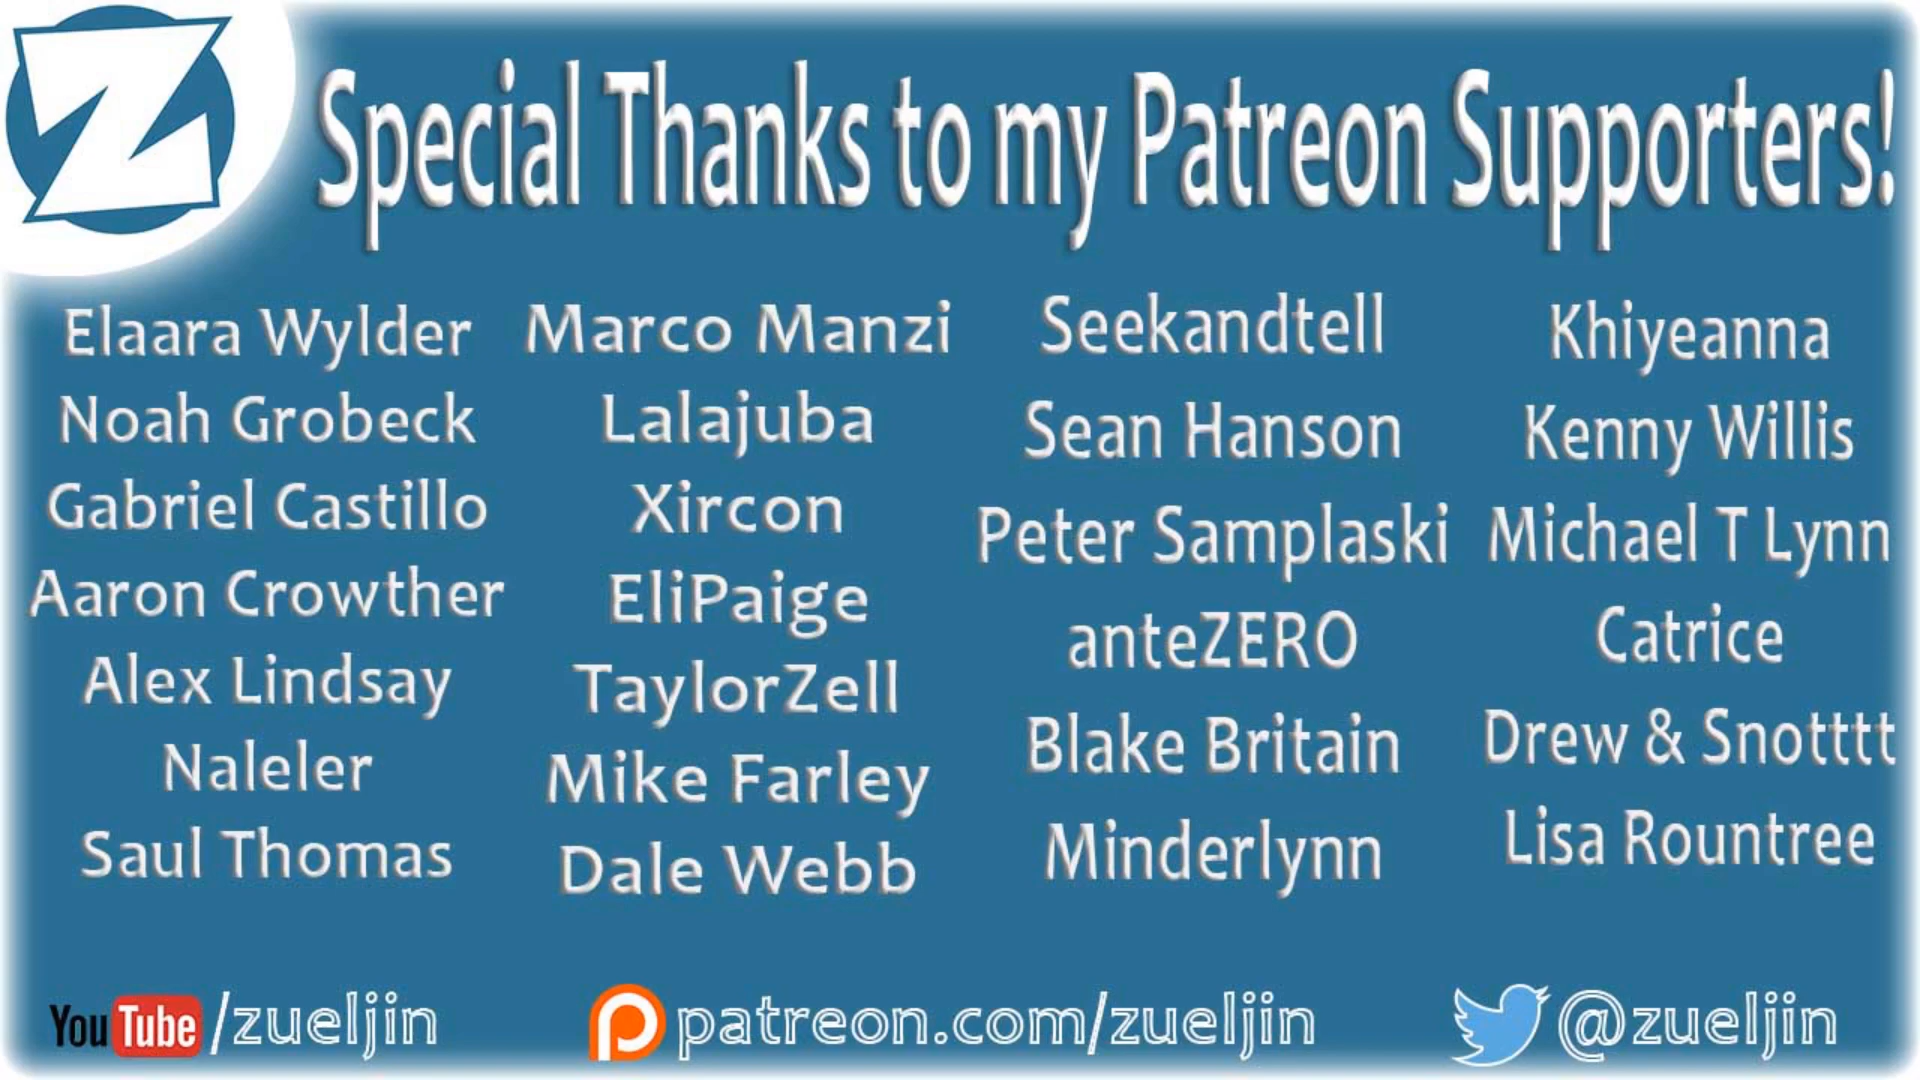 Z
Special Thanks to my Patreon Supporters!
Elaara Wylder
Noah Grobeck
Gabriel Castillo
Aaron Crowther
Alex Lindsay
Naleler
Saul Thomas
Marco Manzi
Lalajuba
Xircon
EliPaige
TaylorZell
Mike Farley
Dale Webb
Seekandtell
Sean Hanson
Peter Samplaski
anteZERO
Blake Britain
Minderlynn
Khiyeanna
Kenny Willis
Michael T Lynn
Catrice
Drew & Snotttt
Lisa Rountree
YouTube /zueljin
patreon.com/zueljin
@zueljin